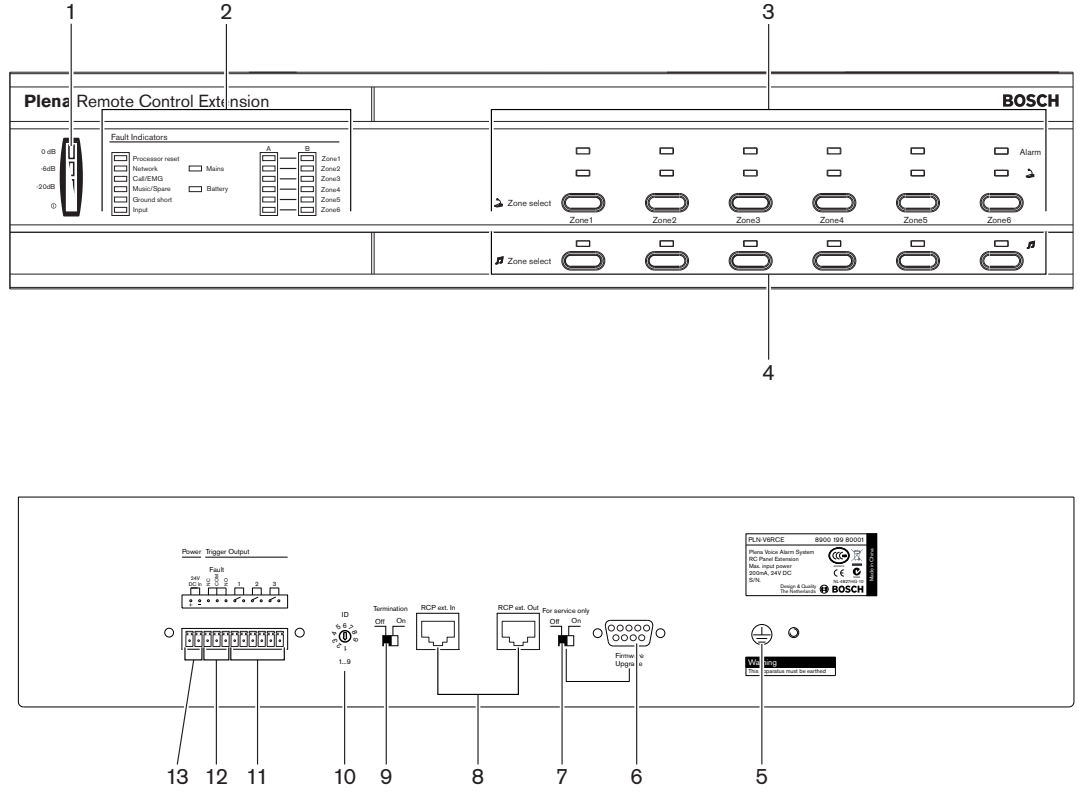 1 2 3
Plena Remote Control Extension BOSCH
Fault Indicators
A B
0 dB
-6dB
-20dB
Processor reset
Network
Call/EMG
Music/Spare
Ground short
Input
Mains
Battery
Zone1
Zone2
Zone3
Zone4
Zone5
Zone6
Alarm
Zone select
Zone1 Zone2 Zone3 Zone4 Zone5 Zone6
Zone select
4
Power Trigger Output
Fault
24V
DC In
NC COM NO 1 2 3
+ -
ID
1...9
Termination
Off On
RCP ext. In
RCP ext. Out
For service only
Off On
Firmware
Upgrade
PLN-V6RCE 8900 199 80001
Plena Voice Alarm System
RC Panel Extension
Max. input power
200mA, 24V DC
S/N.
CCC
CE
NL-4827HG-10
Design & Quality
The Netherlands
BOSCH
Made in China
Warning
This apparatus must be earthed
13 12 11 10 9 8 7 6 5